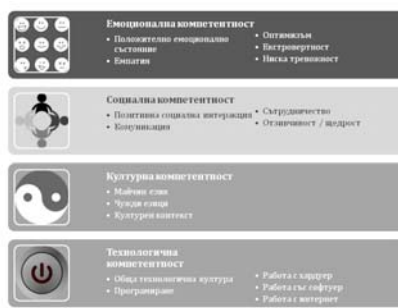 Емоционална компетентност
• Положително емоционално
състояние
• Емпатия
• Оптимизъм
• Екстровертност
• Ниска тревожност
Социална компетентност
• Позитивна социална интеракция
• Комуникация
• Сътрудничество
• Отзивчивост / щедрост
Културна компетентност
• Майчин език
• Чужди езици
• Културен контекст
Технологична
компетентност
• Обща технологична култура
• Програмиране
• Работа с хардуер
• Работа със софтуер
• Работа с интернет